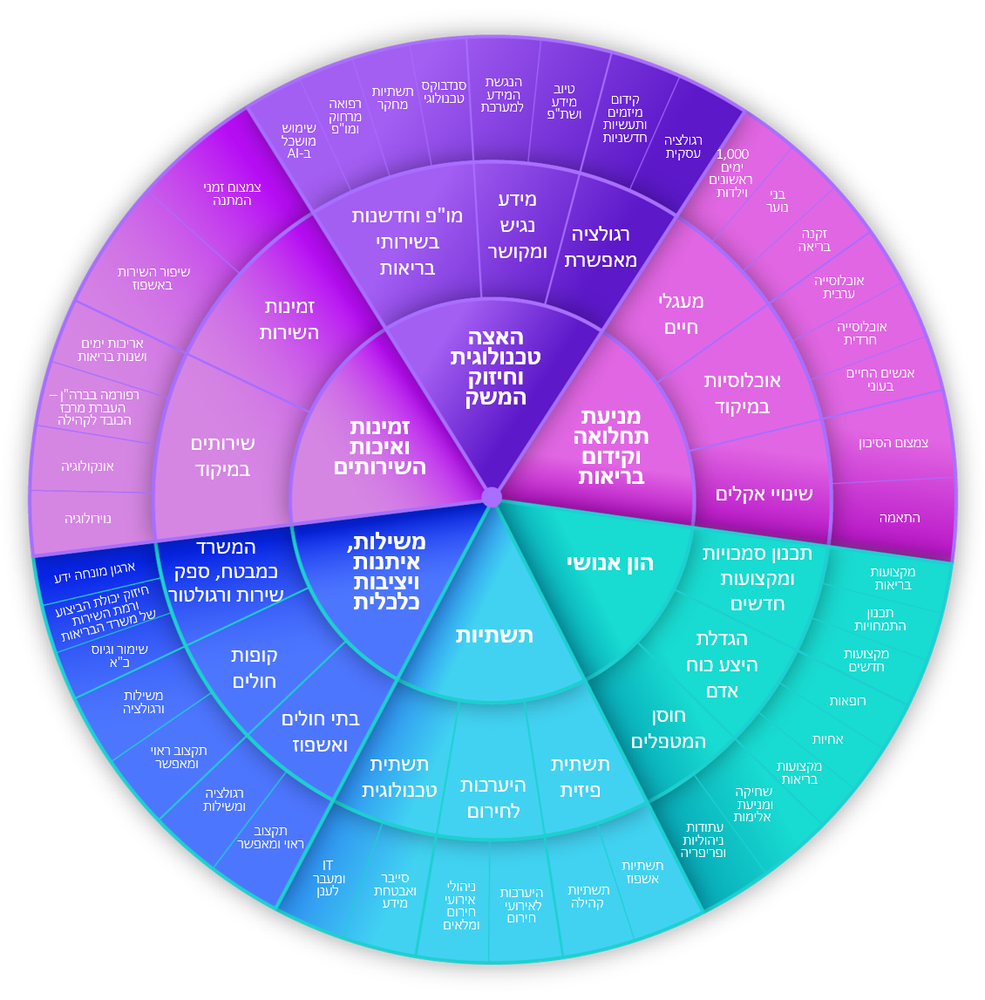 האצה
טכנולוגית
וחיזוק
המשק
רגולציה
מאפשרת
רגולציה
עסקית
קידום
מיזמים
ותעשיות
חדשניות
מידע
נגיש
ומקושר
טיוב
מידע
ושת"פ
הנגשת
המידע
למערכת
מו"פ וחדשנות
בשירותי
בריאות
סנדבוקס
טכנולוגי
תשתיות
מחקר
רפואה
מרחוק
ומו"פ
שימוש
מושכל
ב-AI
מניעת
תחלואה
וקידום
בריאות
מעגלי
חיים
1,000
ימים
ראשונים
וילדות
בני
נוער
זקנה
בריאה
אוכלוסיות
במיקוד
אוכלוסייה
ערבית
אוכלוסייה
חרדית
אנשים החיים
בעוני
שינויי אקלים
צמצום הסיכון
התאמה
הון אנושי
תכנון סמכויות
ומקצועות
חדשים
מקצועות
בריאות
תכנון
התמחויות
מקצועות
חדשים
הגדלת
היצע כוח
אדם
רופאות
אחיות
מקצועות
בריאות
חוסן
המטפלים
שחיקה
ומניעת
אלימות
עתודות
ניהוליות
ופריפריה
תשתיות
תשתית
פיזית
תשתיות
אשפוז
תשתיות
קהילה
היערכות
לחירום
היערכות
לאירועי
חירום
ניהולי
אירועי
חירום
ומלאים
תשתית
טכנולוגית
סייבר
ואבטחת
מידע
IT
ומעבר
לענן
משילות,
איתנות
ויציבות
כלכלית
בתי חולים
ואשפוז
תקצוב
ראוי ומאפשר
רגולציה
ומשילות
קופות
חולים
תקצוב ראוי
ומאפשר
משילות
ורגולציה
המשרד
כמבטח, ספק
שירות ורגולטור
שימור וגיוס
כ"א
חיזוק יכולת הביצוע
ורמת השירות
של משרד הבריאות
ארגון מונחה ידע
זמינות
ואיכות
השירותים
שירותים
במיקוד
נוירולוגיה
אונקולוגיה
רפורמה בברה"ן –
העברת מרכז
הכובד לקהילה
אריכות ימים
ושנות בריאות
זמינות
השירות
שיפור השירות
באשפוז
צמצום זמני
המתנה